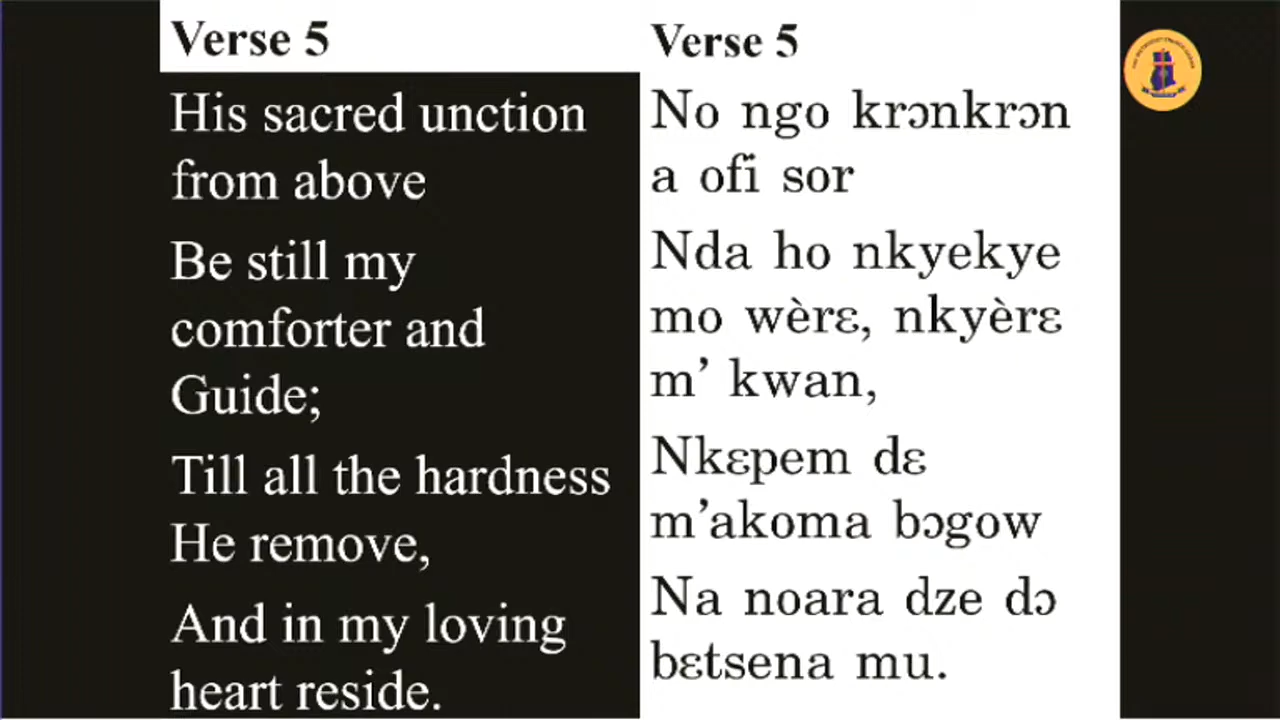 Verse 5
His sacred unction
from above
Be still my
comforter and
Guide;
Till all the hardness
He remove,
And in my loving
heart reside.
Verse 5
No ngo krɔnkrɔn
a ofi sor
Nda ho nkyekye
mo wèrɛ, nkyèrɛ
m’ kwan,
Nkɛpem dɛ
m’akoma bɔgow
Na noara dze dɔ
bɛtsena mu.